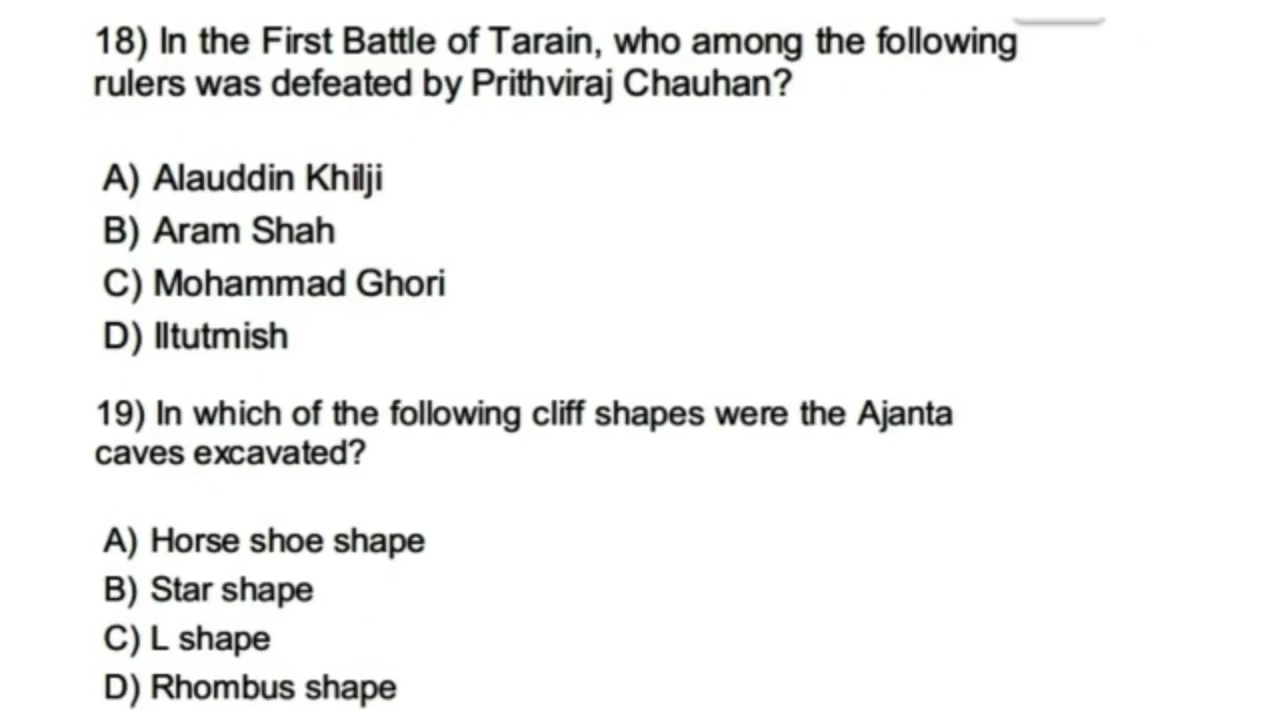 18) In the First Battle of Tarain, who among the following
rulers was defeated by Prithviraj Chauhan?
A) Alauddin Khilji
B) Aram Shah
C) Mohammad Ghori
D) Iltutmish
19) In which of the following cliff shapes were the Ajanta
caves excavated?
A) Horse shoe shape
B) Star shape
C) L shape
D) Rhombus shape